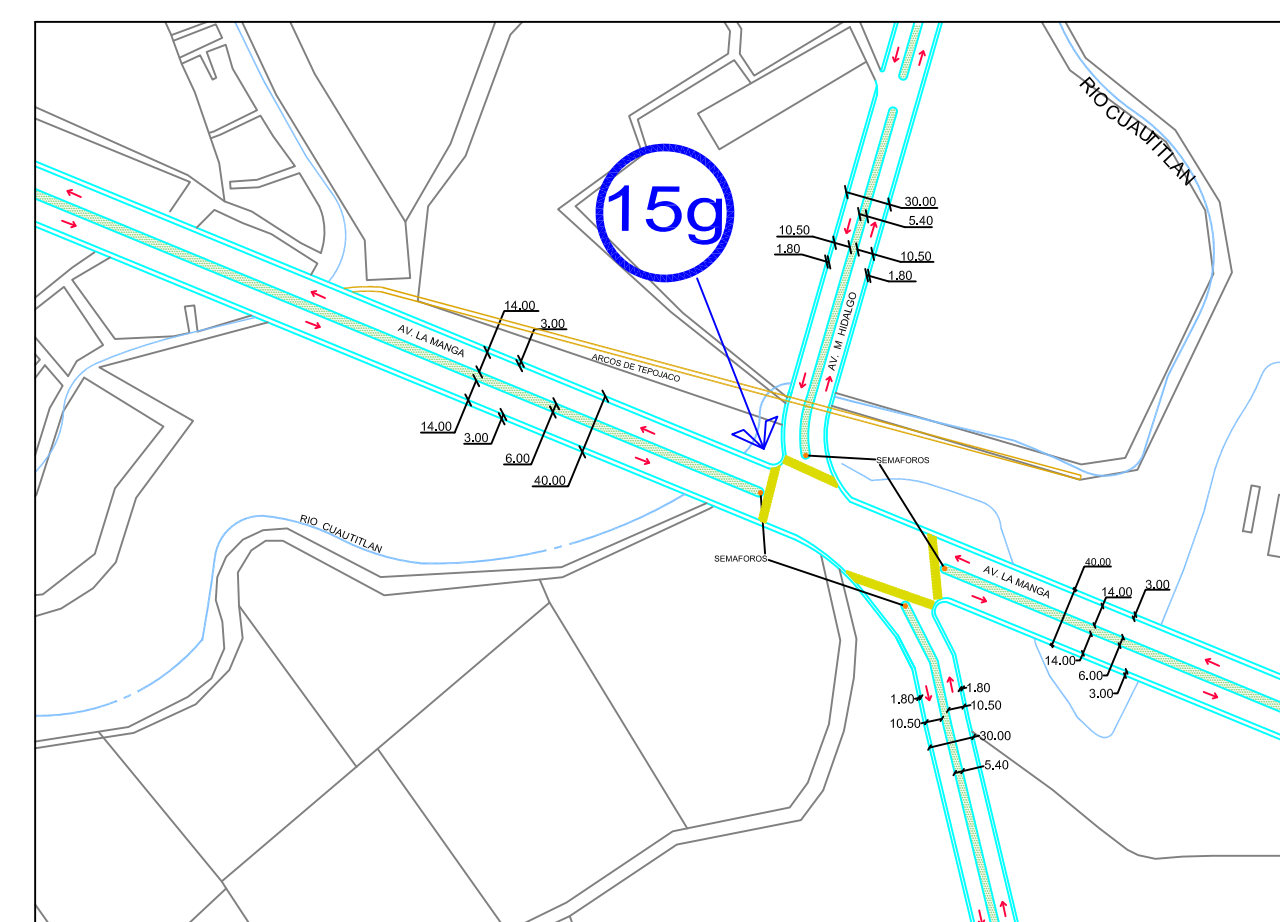 RIO CUAUTITLAN
15g
30.00
5.40
10.50
10.50
1.80
1.80
AV. M HIDALGO
14.00
3.00
AV. LA MANGA
ARCOS DE TEPOJACO
14.00
3.00
6.00
40.00
SEMAFOROS
RIO CUAUTITLAN
SEMAFOROS
40.00
AV. LA MANGA
14.00
3.00
14.00
6.00
3.00
1.80
1.80
10.50
10.50
30.00
5.40